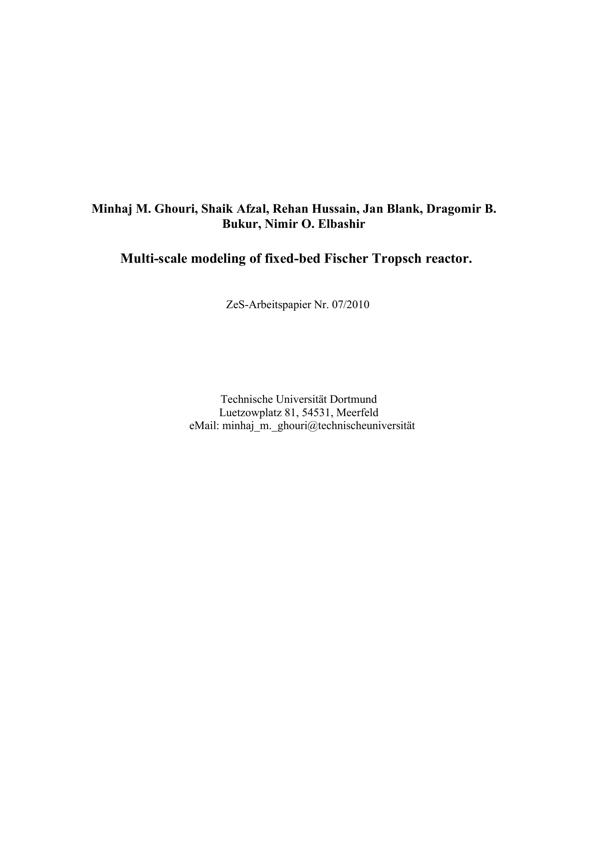 Minhaj M. Ghouri, Shaik Afzal, Rehan Hussain, Jan Blank, Dragomir B.
Bukur, Nimir O. Elbashir
Multi-scale modeling of fixed-bed Fischer Tropsch reactor.
ZeS-Arbeitspapier Nr. 07/2010
Technische Universität Dortmund
Luetzowplatz 81, 54531, Meerfeld
eMail: minhaj_m._ghouri@technischeuniversität